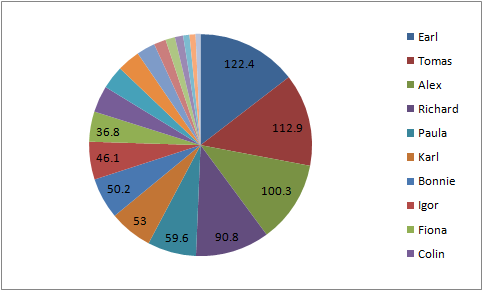 122.4
112.9
100.3
90.8
59.6
53
50.2
46.1
36.8
Earl
Tomas
Alex
Richard
Paula
Karl
Bonnie
Igor
Fiona
Colin